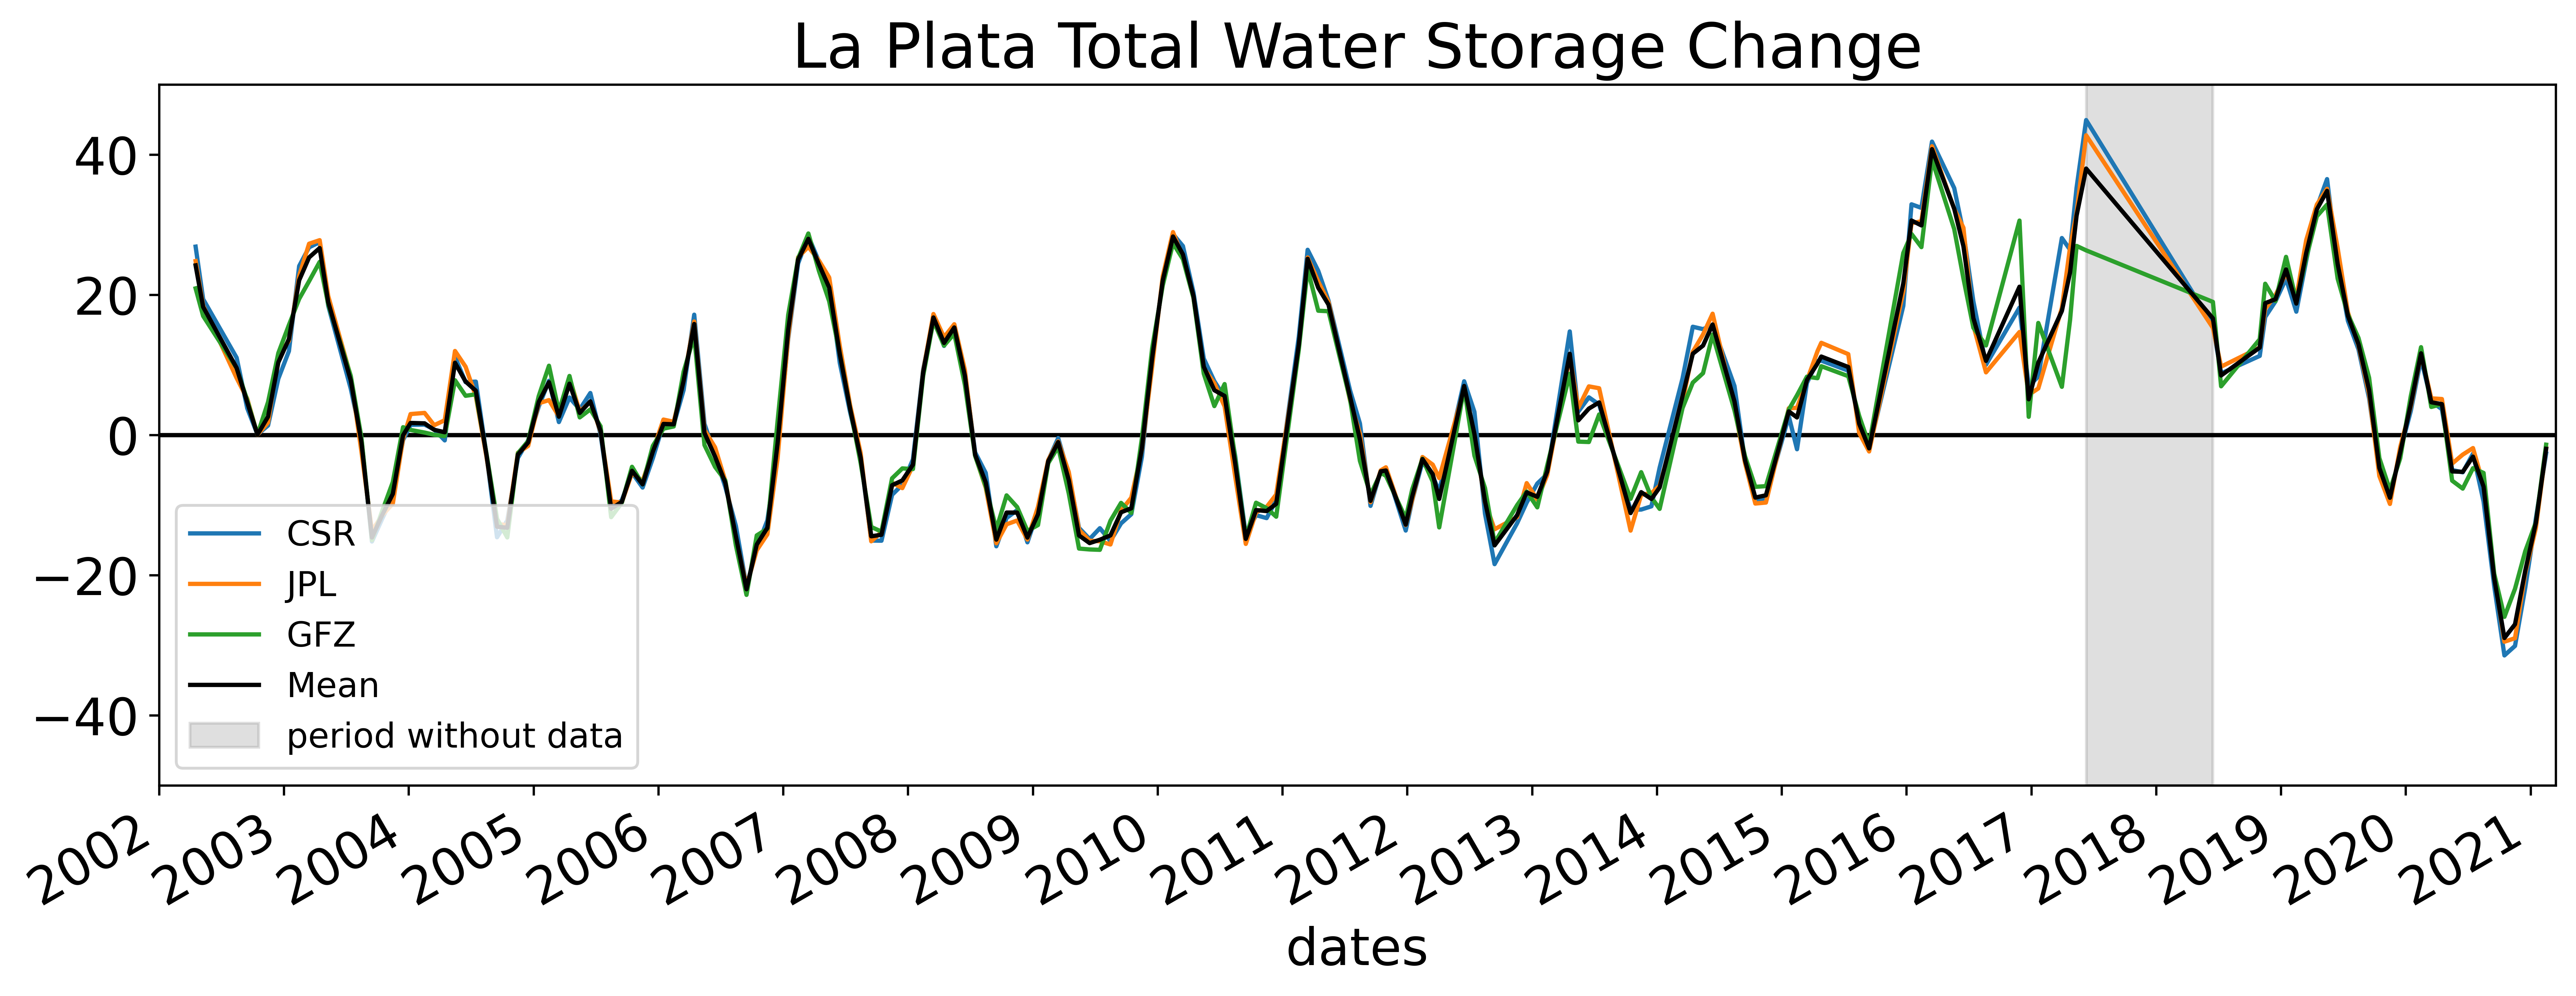 La Plata Total Water Storage Change
40
20
0
−20
−40
CSR
JPL
GFZ
Mean
period without data
2002 2003 2004 2005 2006 2007 2008 2009 2010 2011 2012 2013 2014 2015 2016 2017 2018 2019 2020 2021
dates